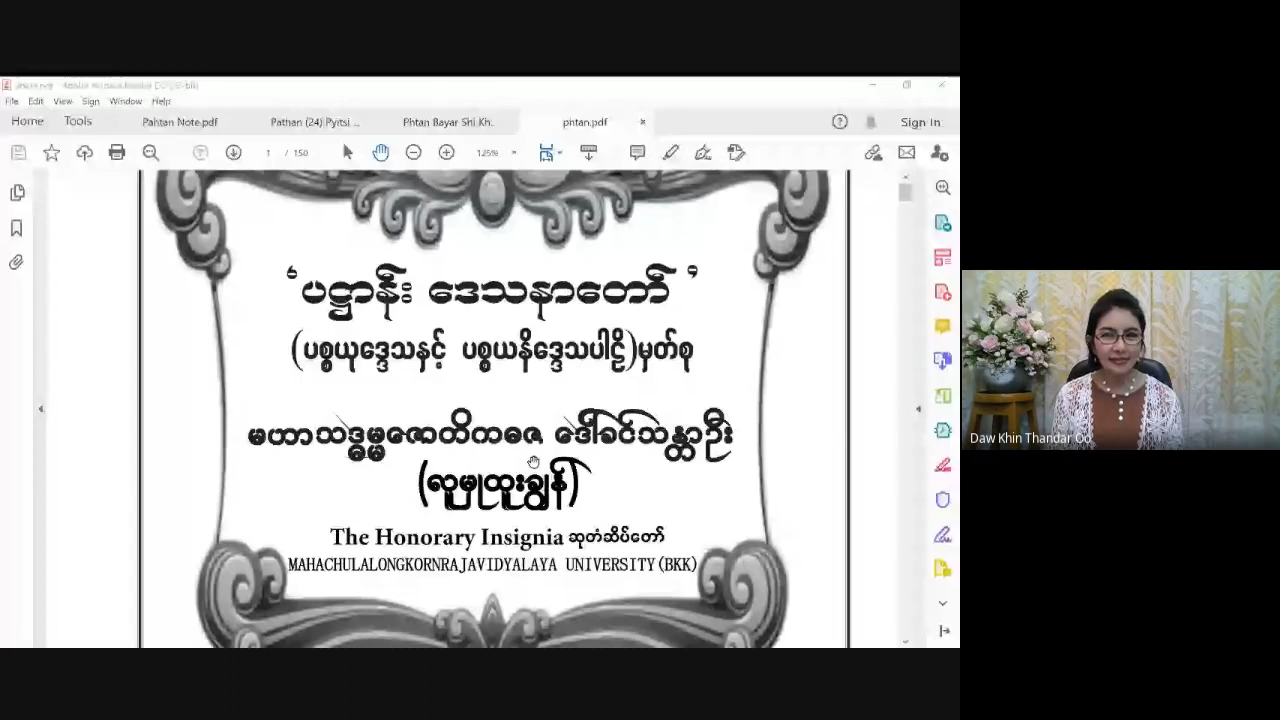 File Edit View Sign Window Help
Home Tools Pahtan Note.pdf Pathan (24) Pyitsi ... Phtan Bayar Shi Kh.. phtan.pdf × Sign In
1 / 150 125%
‘ပဋ္ဌာန်း ဒေသနာတော်’
(ပစ္စယုဒ္ဒေသနှင့် ပစ္စယနိဒ္ဒေသပါဠိ)မှတ်စု
မဟာသဒ္ဓမ္မဇောတိကဓဇ ဒေါ်ခင်သန္တာဦး
(လူမှုထူးချွန်)
The Honorary Insignia ဆုတံဆိပ်တော်
MAHACHULALONGKORNRAJAVIDYALAYA UNIVERSITY(BKK)
Daw Khin Thandar Oo